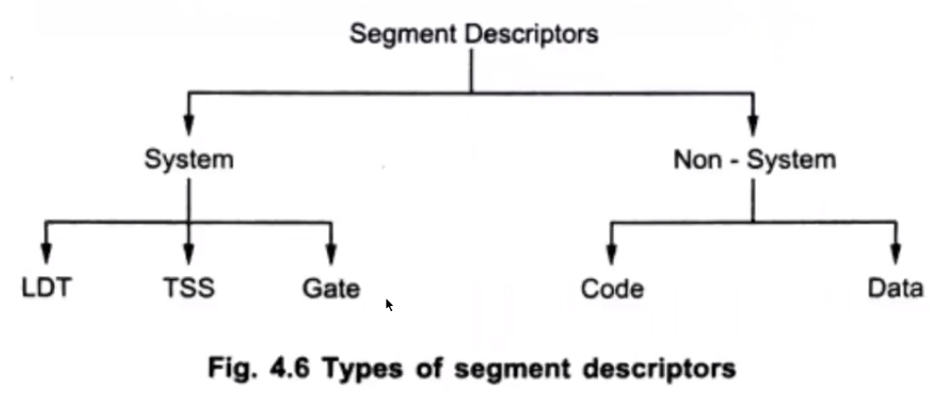 Segment Descriptors
System
Non - System
LDT
TSS
Gate
Code
Data
Fig. 4.6 Types of segment descriptors